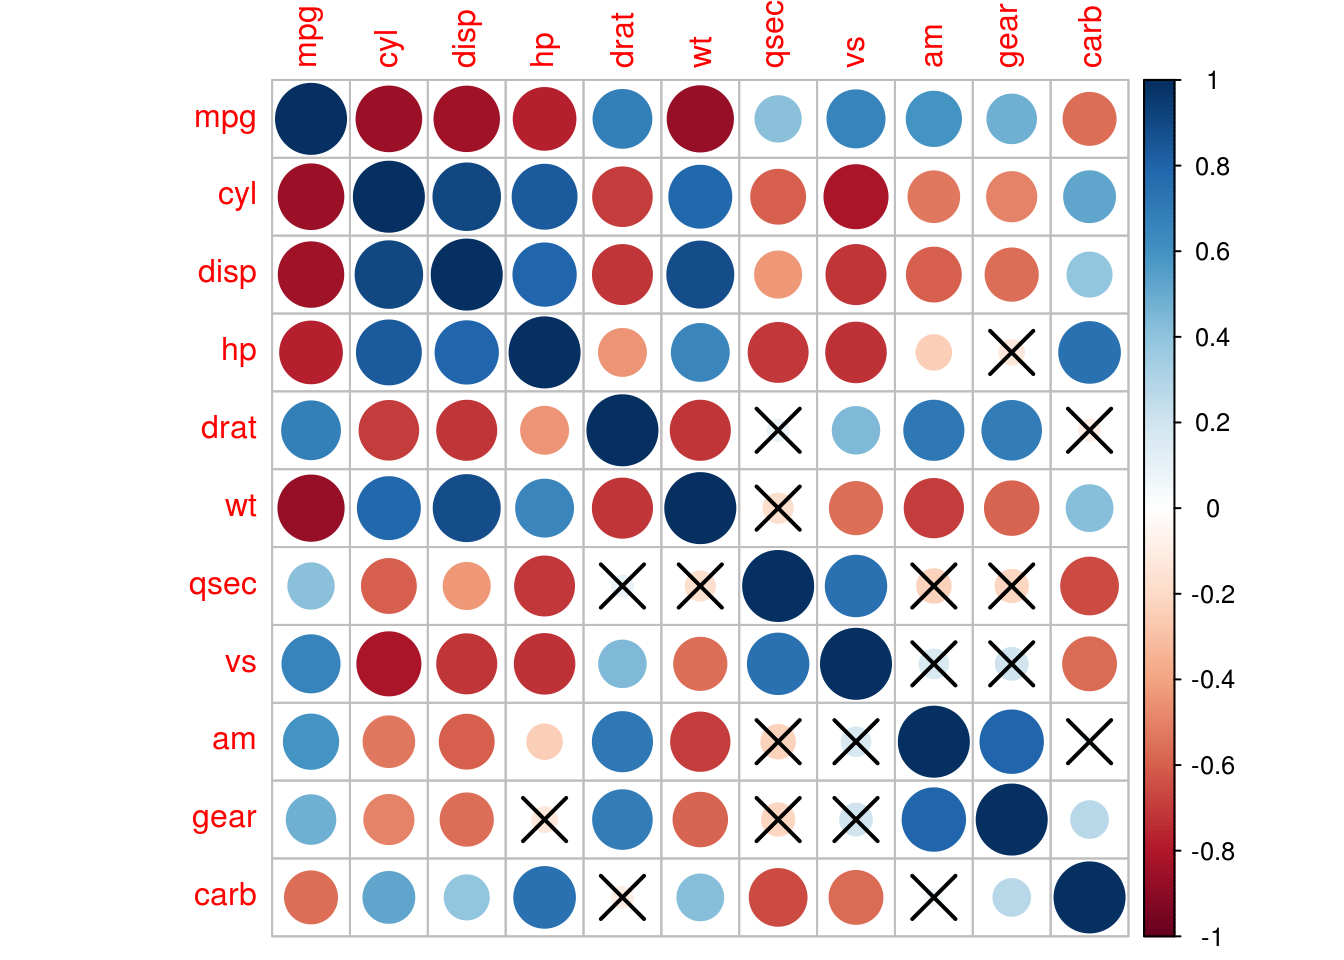 mpg cyl disp hp drat wt qsec vs am gear carb
mpg
cyl
disp
hp
drat
wt
qsec
vs
am
gear
carb
1
0.8
0.6
0.4
0.2
0
-0.2
-0.4
-0.6
-0.8
-1